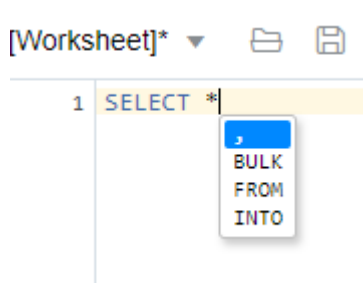 [Worksheet]*
1 SELECT *
,
BULK
FROM
INTO